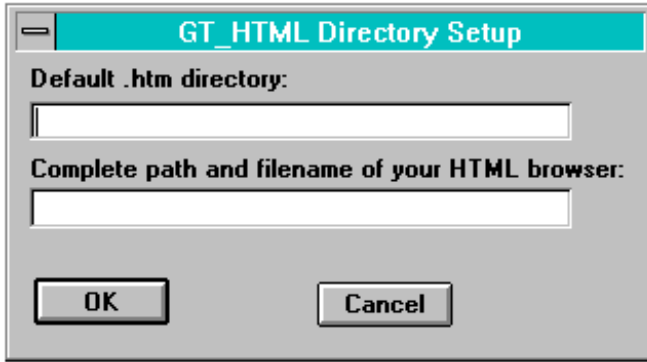 GT_HTML Directory Setup
Default .htm directory:
Complete path and filename of your HTML browser:
OK
Cancel